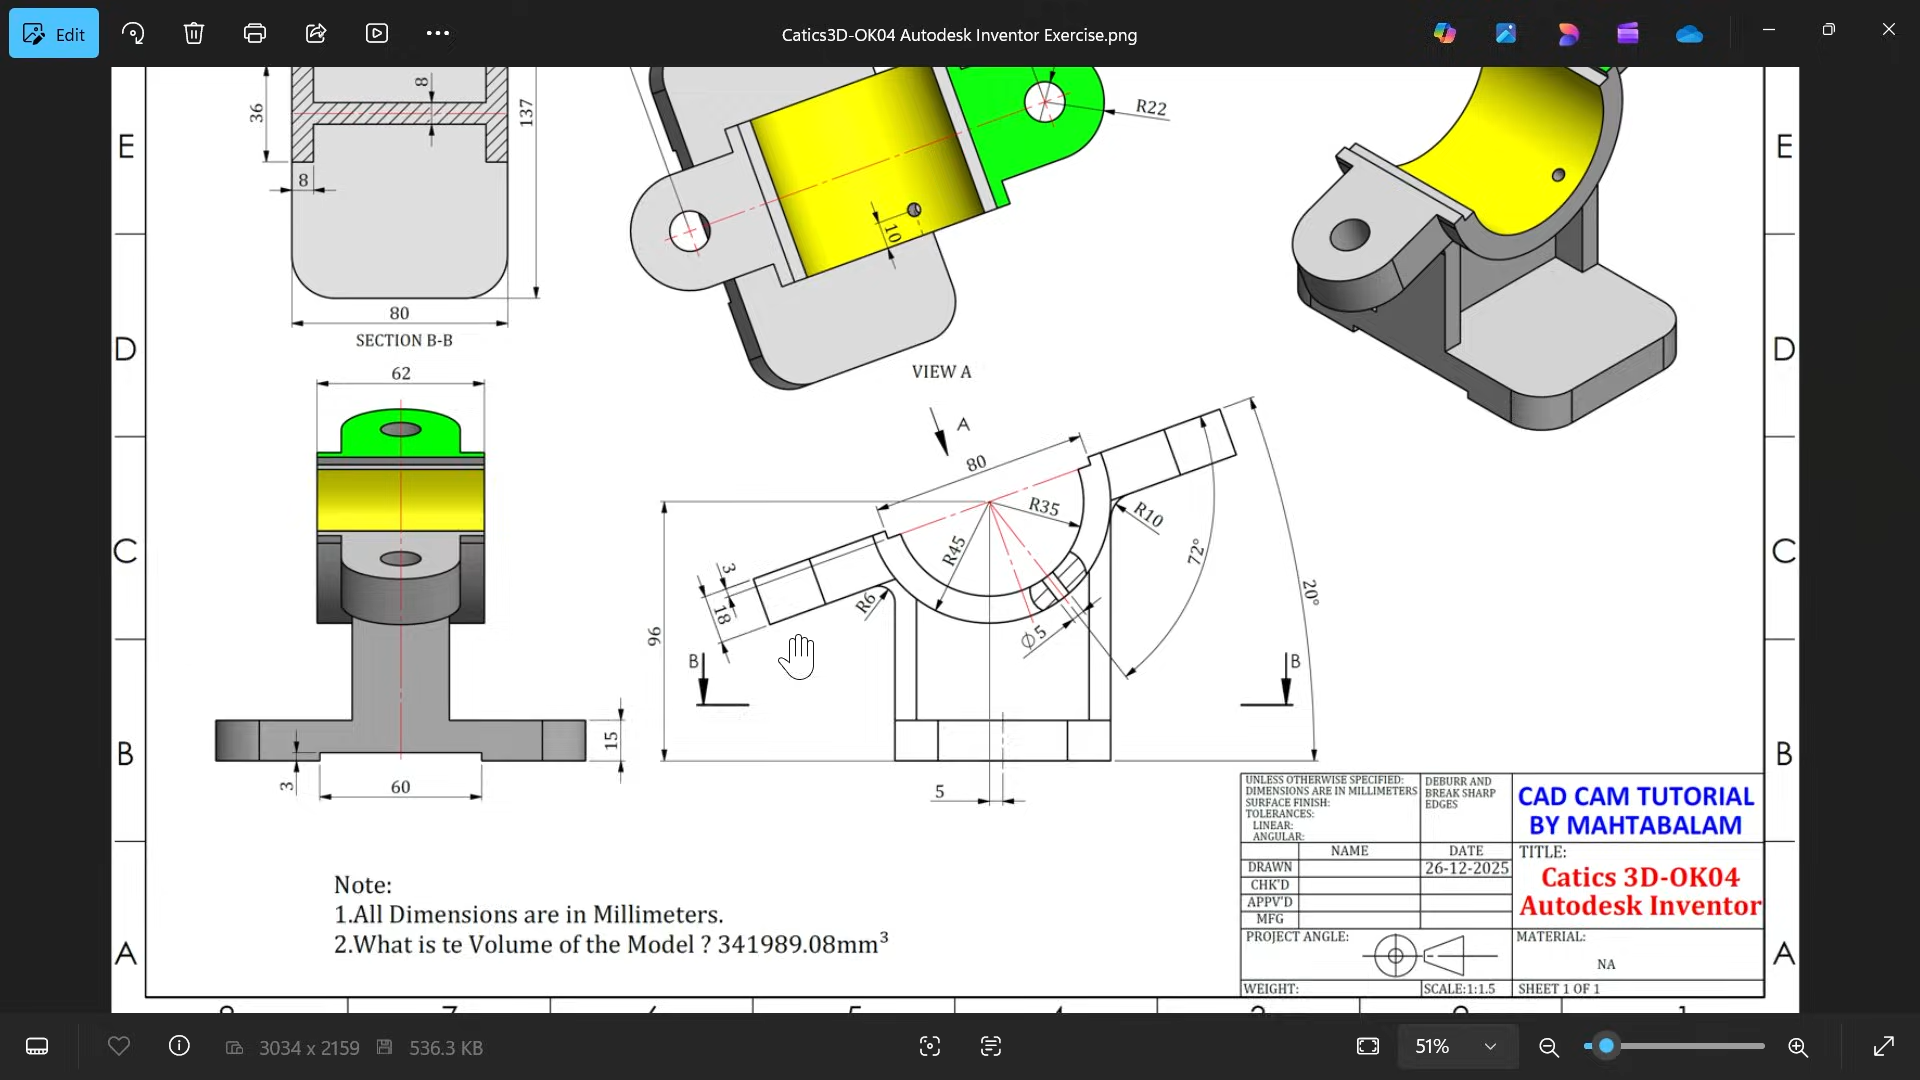 Edit
Catics3D-OK04 Autodesk Inventor Exercise.png
E
36
8
137
8
80
SECTION B-B
R22
10
VIEW A
E
D
62
D
A
80
R35
R45
R10
72°
20°
C
C
3
18
R6
∅5
96
B
B
B
15
3
60
5
B
UNLESS OTHERWISE SPECIFIED:
DIMENSIONS ARE IN MILLIMETERS
SURFACE FINISH:
TOLERANCES:
LINEAR:
ANGULAR:
DEBURR AND
BREAK SHARP
EDGES
CAD CAM TUTORIAL
BY MAHTABALAM
NAME
DATE
TITLE:
DRAWN
26-12-2025
Catics 3D-OK04
CHK'D
APPV'D
Autodesk Inventor
MFG
PROJECT ANGLE:
MATERIAL:
NA
WEIGHT:
SCALE:1:1.5
SHEET 1 OF 1
Note:
1.All Dimensions are in Millimeters.
2.What is te Volume of the Model ? 341989.08mm³
A
A
3034 x 2159
536.3 KB
51%